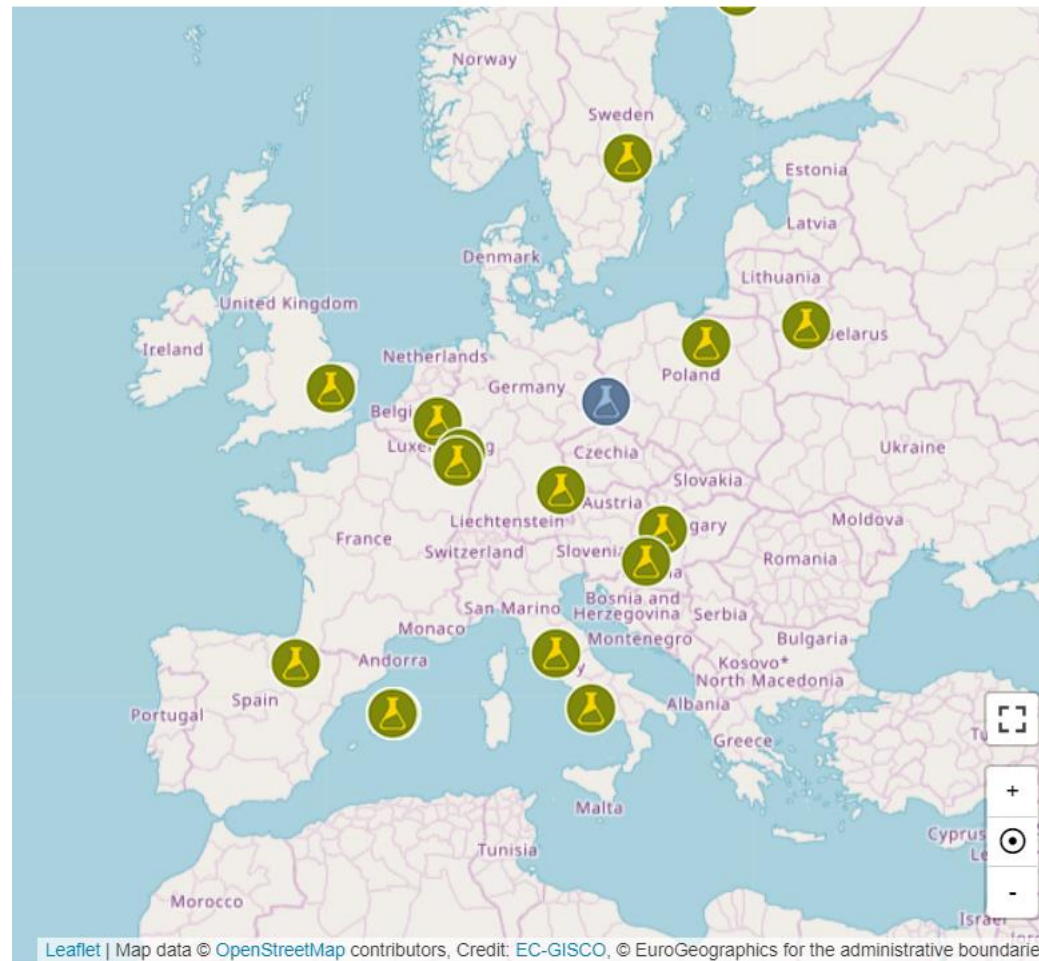 Norway
Sweden
Estonia
Latvia
Denmark
Lithuania
United Kingdom
Ireland
Netherlands
Poland
Germany
Ukraine
Czechia
Slovakia
Austria
Liechtenstein
Moldova
France
Switzerland
Romania
San Marino
Bosnia and
Herzegovina
Serbia
Monaco
Montenegro
Bulgaria
Andorra
Kosovo*
North Macedonia
Spain
Portugal
Albania
Greece
+
Malta
-
Tunisia
Morocco
Leaflet | Map data © OpenStreetMap contributors, Credit: EC-GISCO, © EuroGeographics for the administrative boundarie